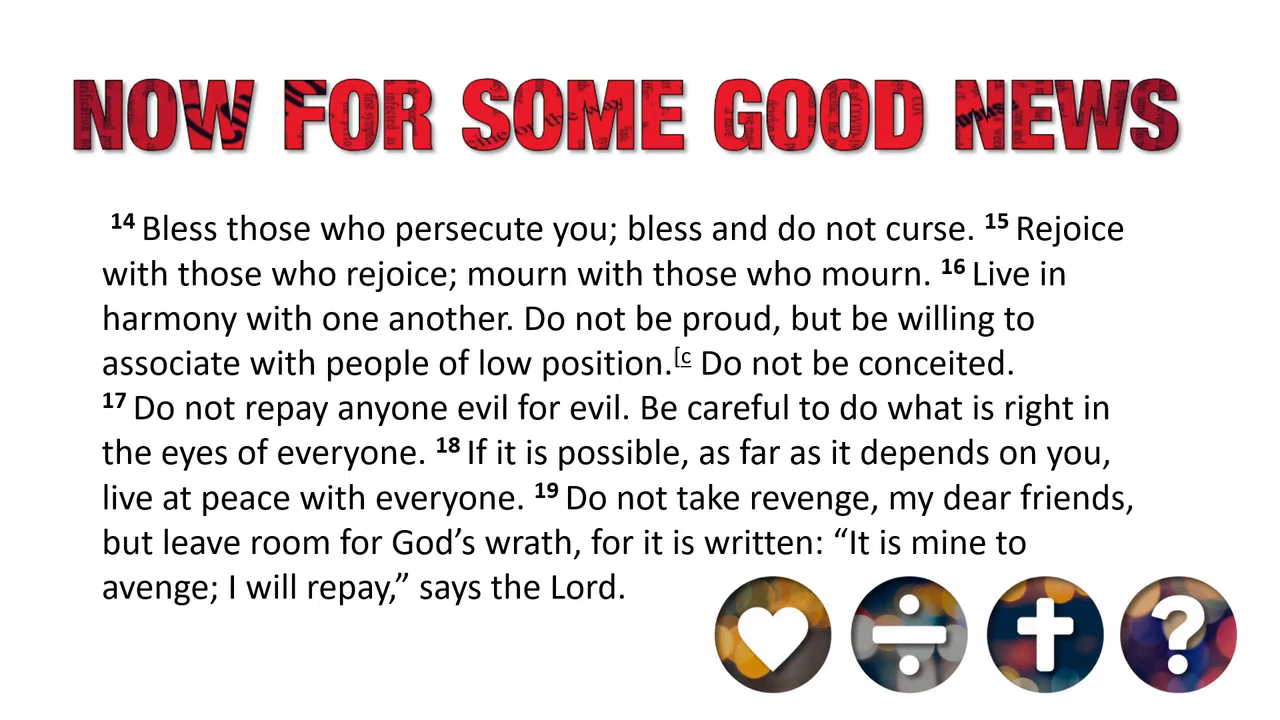 NOW FOR SOME GOOD NEWS
14 Bless those who persecute you; bless and do not curse. 15 Rejoice
with those who rejoice; mourn with those who mourn. 16 Live in
harmony with one another. Do not be proud, but be willing to
associate with people of low position.[c Do not be conceited.
17 Do not repay anyone evil for evil. Be careful to do what is right in
the eyes of everyone. 18 If it is possible, as far as it depends on you,
live at peace with everyone. 19 Do not take revenge, my dear friends,
but leave room for God’s wrath, for it is written: “It is mine to
avenge; I will repay,” says the Lord.
÷ ?